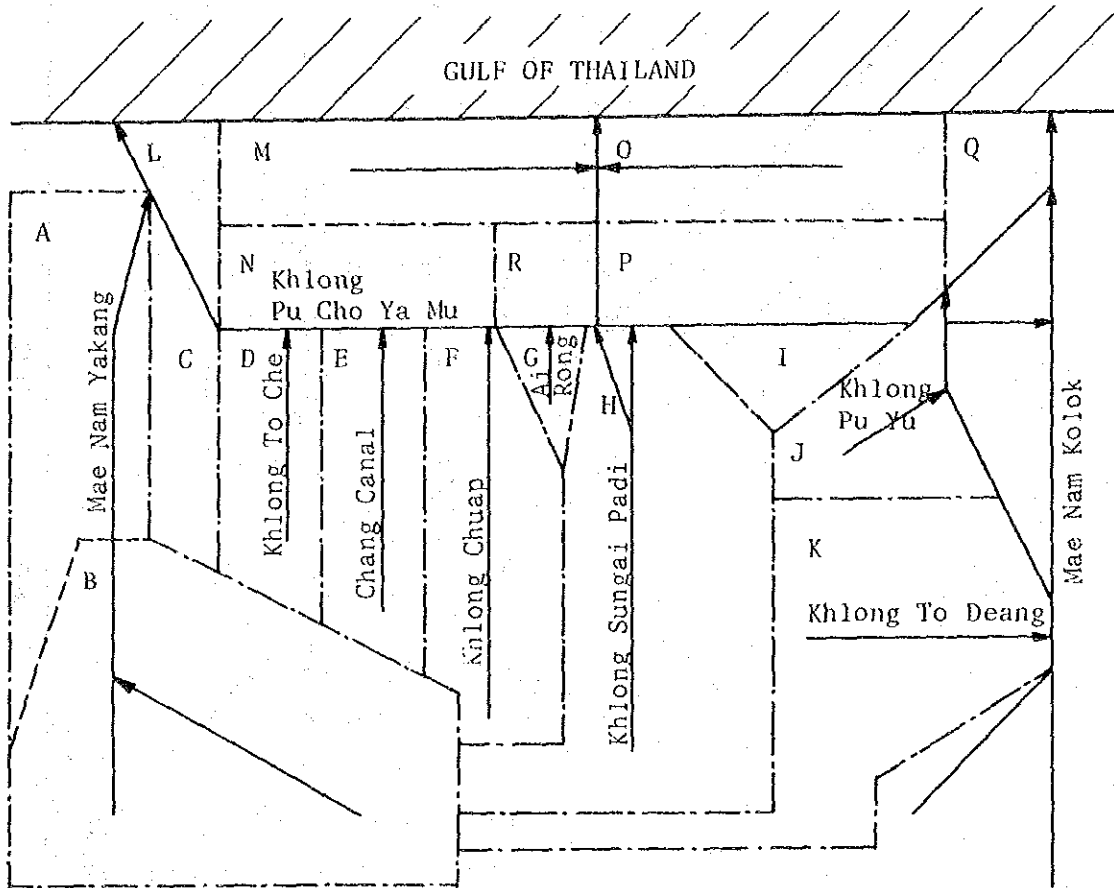 GULF OF THAILAND
L
M
O
Q
A
N
R
P
Khlong
Pu Cho Ya Mu
C
D
E
F
G
Ai
Rong
H
I
Khlong
Pu Yu
J
K
B
Khlong To Deang
Mae Nam Yakang
Khlong To Che
Chang Canal
Knlong Chuap
Khlong Sungai Padi
Mae Nam Kolok